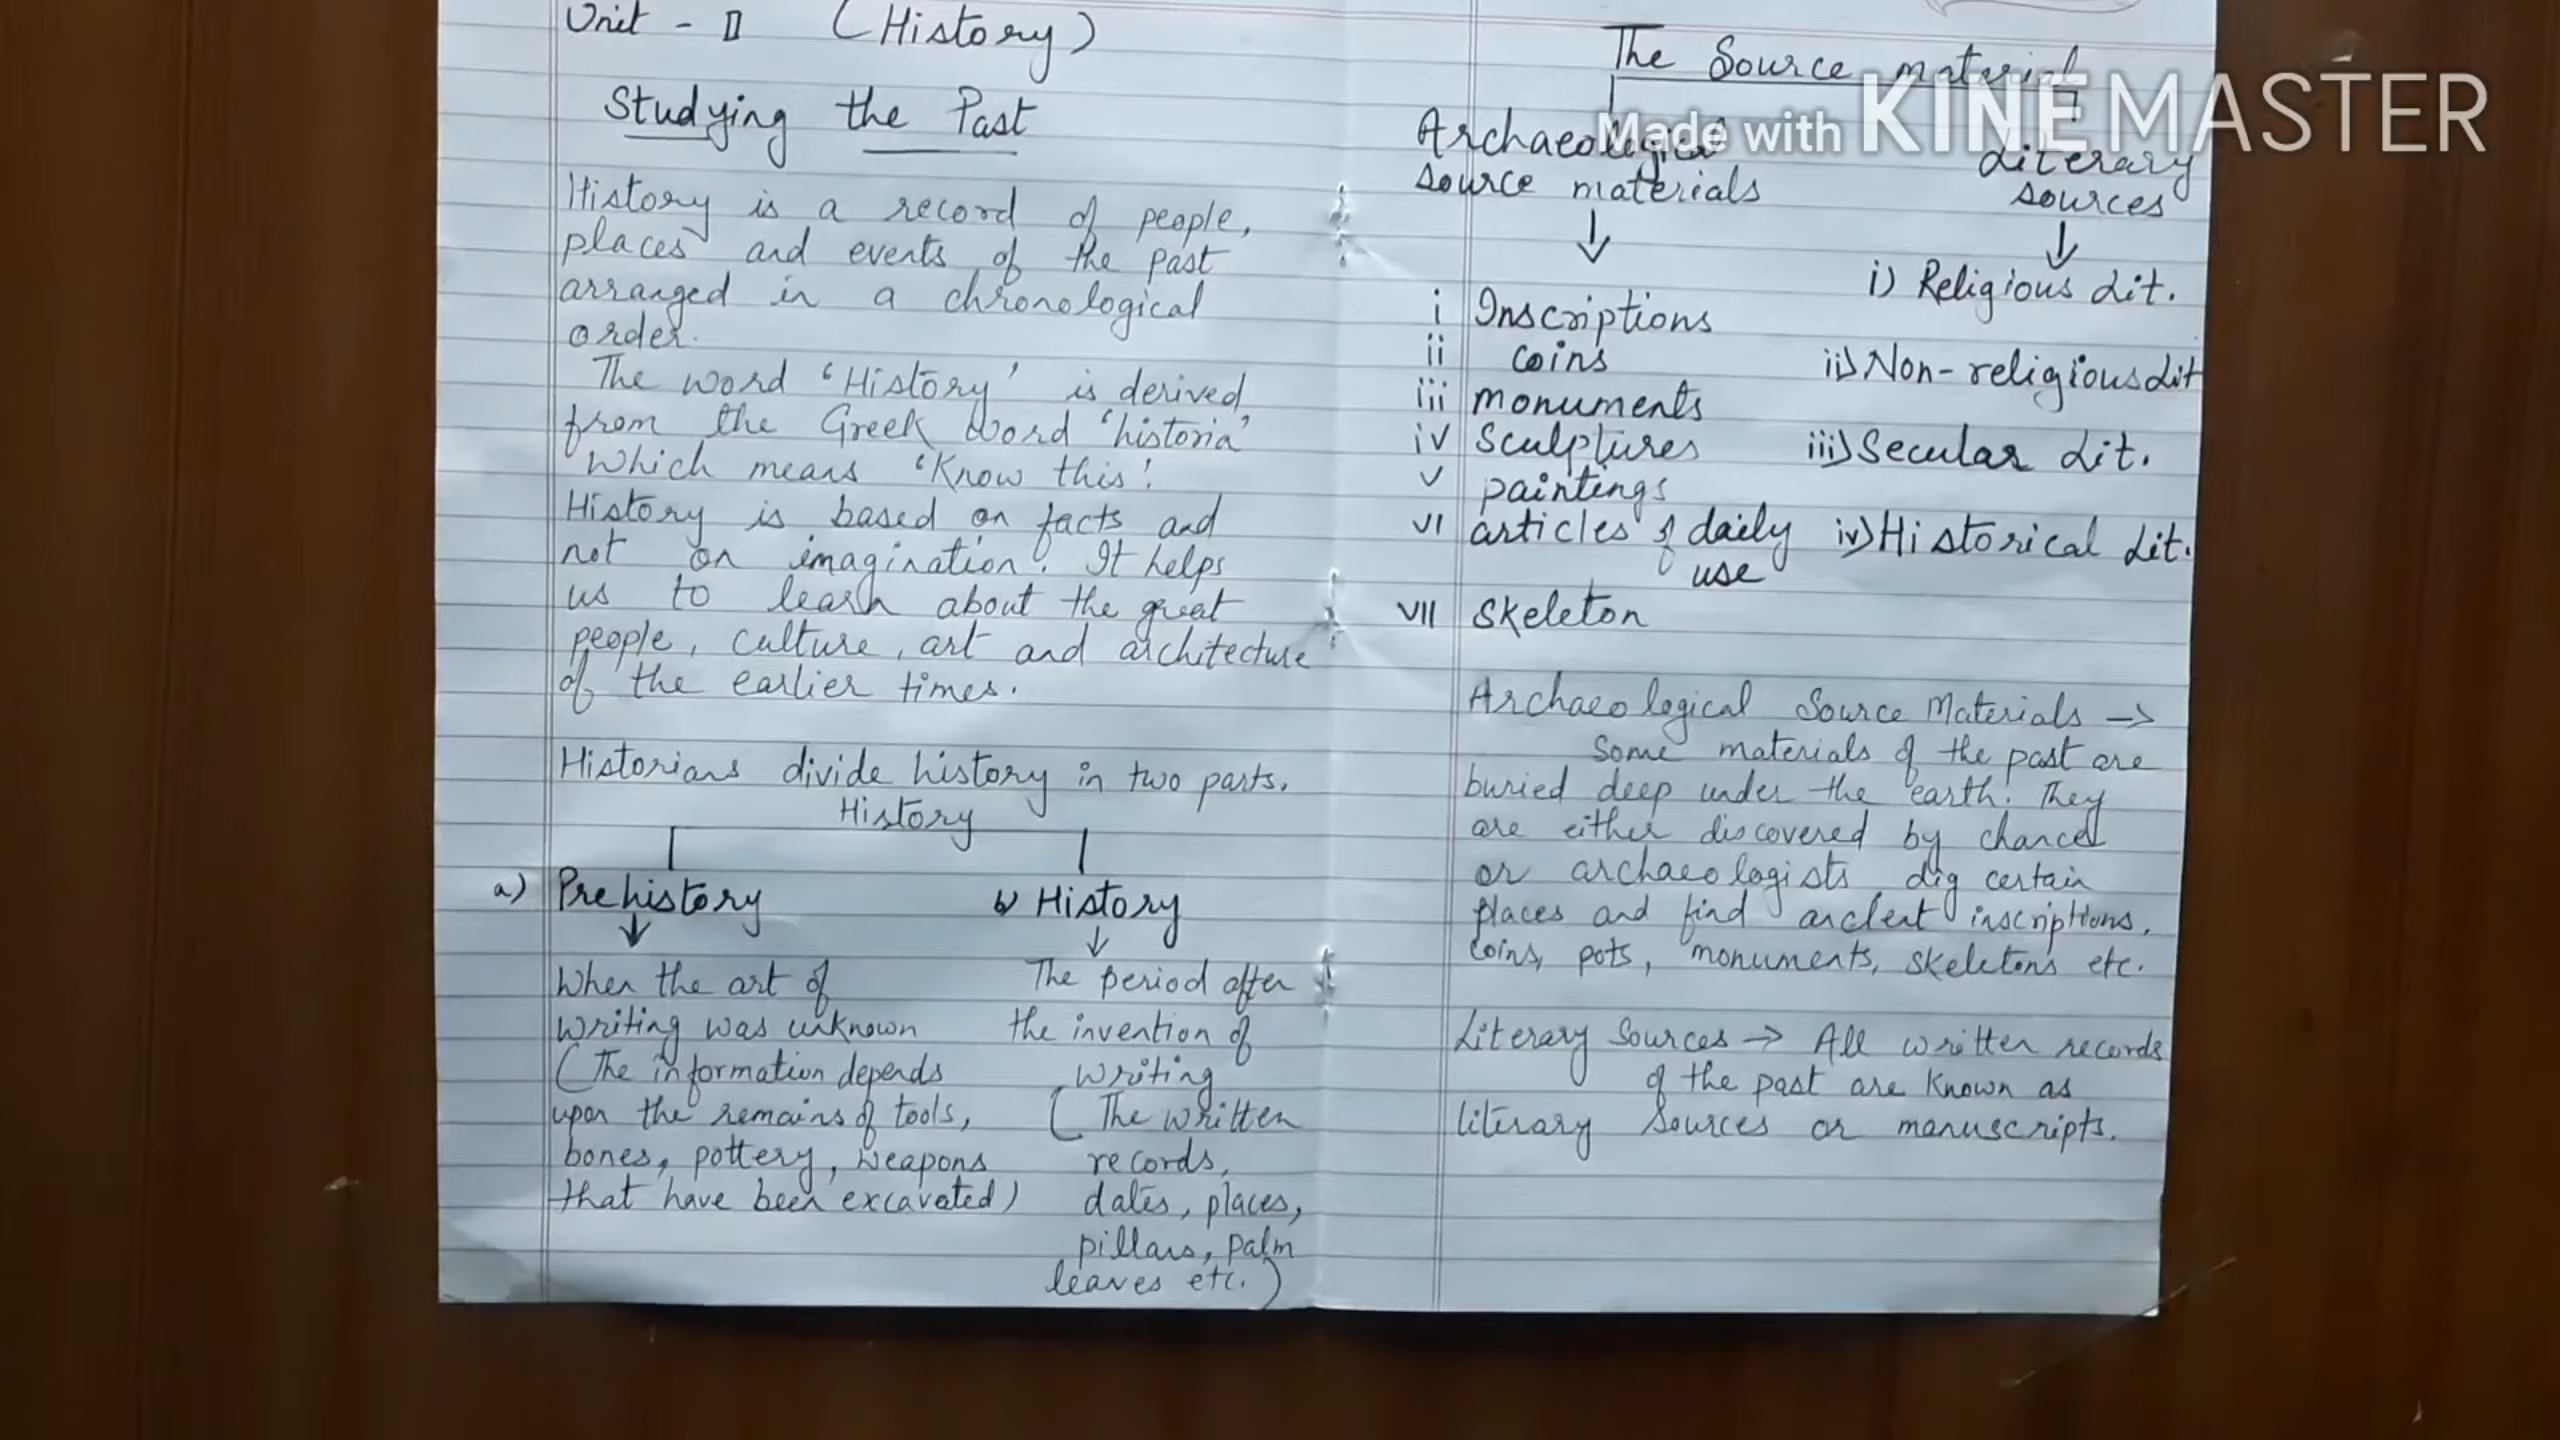 Unit - II (History)
Studying the Past
History is a record of people,
places and events of the past
arranged in a chronological
order.
The word 'History' is derived
from the Greek word 'historia'
which means 'Know this'.
History is based on facts and
not on imagination. It helps
us to learn about the great
people, culture, art and architecture
of the earlier times.
Historians divide history in two parts.
History
a) Prehistory
When the art of
writing was unknown
(The information depends
upon the remains of tools,
bones, pottery, weapons
that have been excavated)
b) History
The period after
the invention of
writing
(The written
records,
dates, places,
pillars, palm
leaves etc.)
The Source material
Archaeological
source materials
i Inscriptions
ii coins
iii monuments
iv sculptures
v paintings
vi articles of daily
use
vii skeleton
Literary
sources
i) Religious Lit.
ii) Non-religious Lit
iii) Secular Lit.
iv) Historical Lit.
Archaeological Source Materials →
Some materials of the past are
buried deep under the earth. They
are either discovered by chance
or archaeologists dig certain
places and find ancient inscriptions,
coins, pots, monuments, skeletons etc.
Literary Sources → All written records
of the past are known as
literary sources or manuscripts.
Made with KINEMASTER